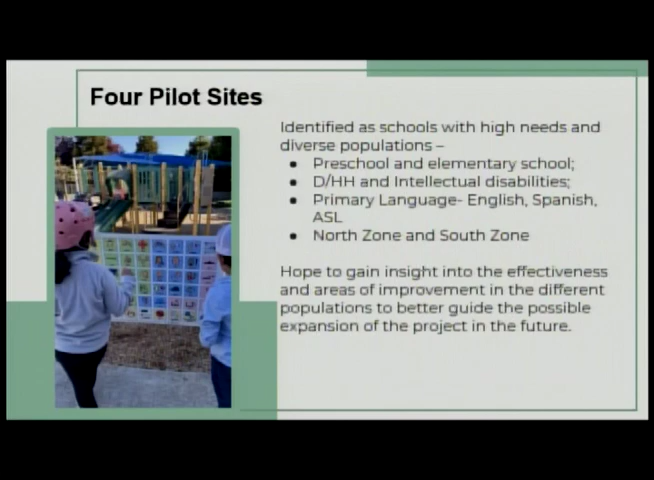 Four Pilot Sites
Identified as schools with high needs and
diverse populations –
● Preschool and elementary school;
● D/HH and Intellectual disabilities;
● Primary Language- English, Spanish,
ASL
● North Zone and South Zone
Hope to gain insight into the effectiveness
and areas of improvement in the different
populations to better guide the possible
expansion of the project in the future.